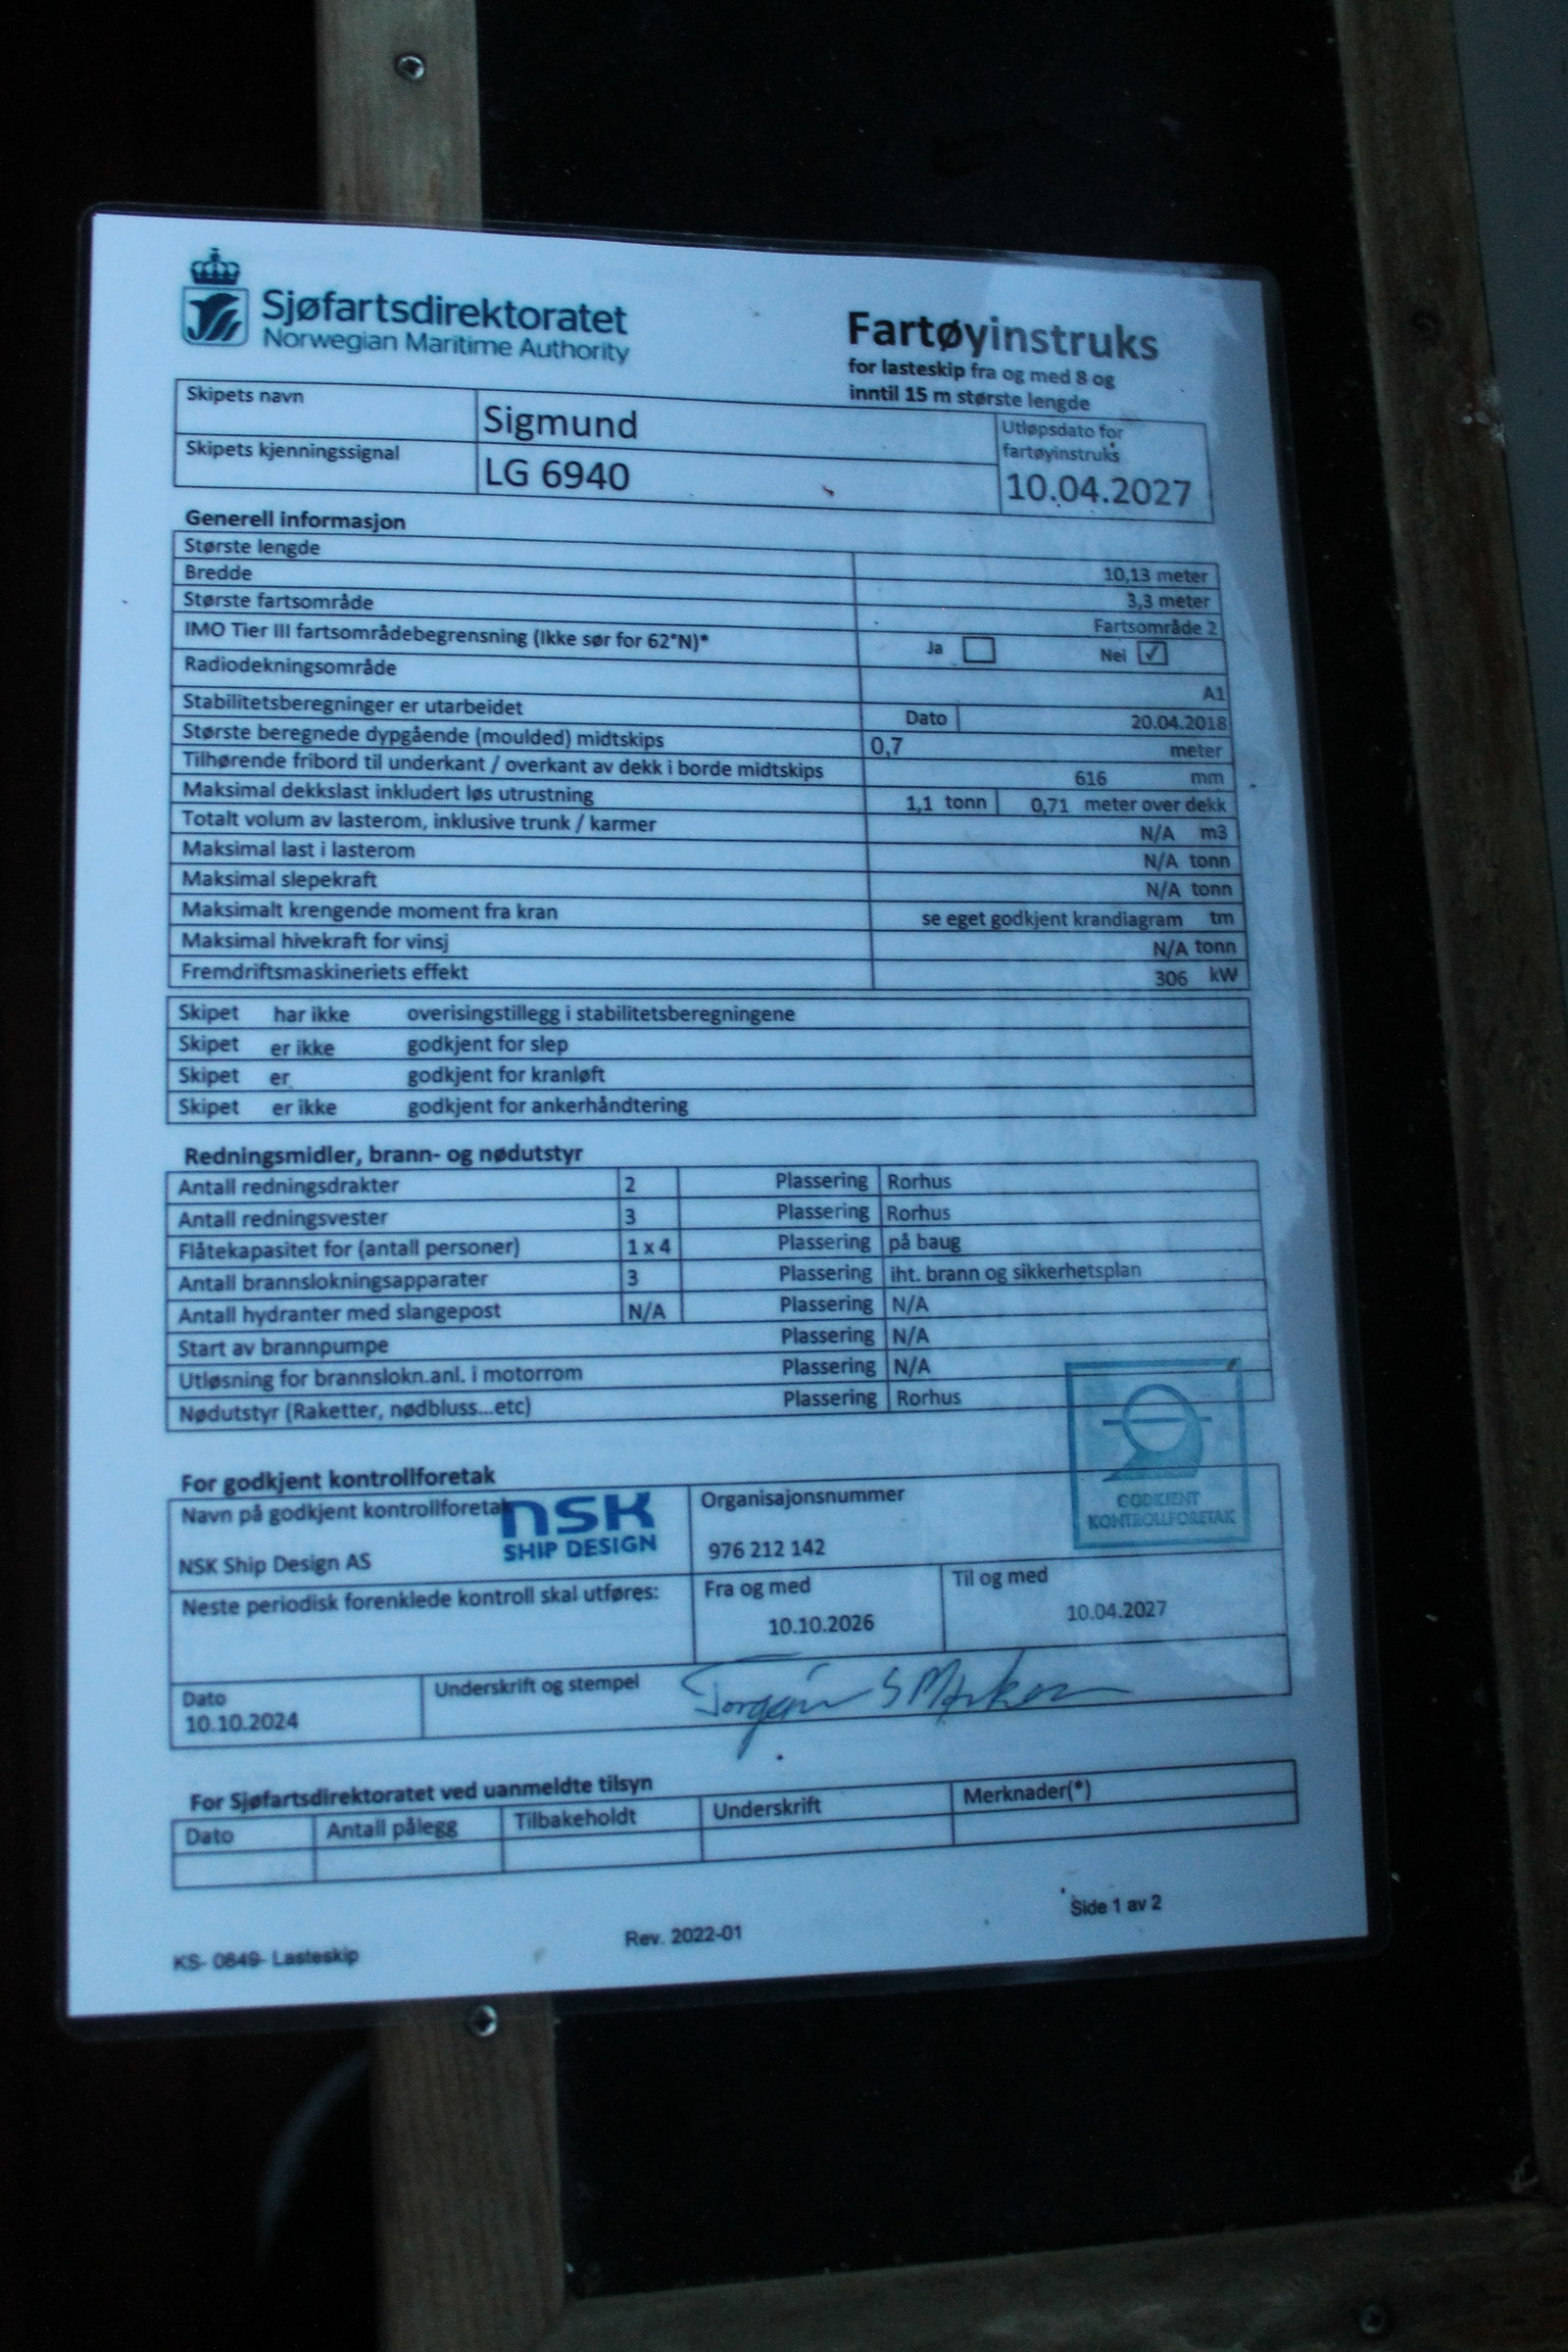 Sjøfartsdirektoratet
Norwegian Maritime Authority
Fartøyinstruks
for lasteskip fra og med 8 og
inntil 15 m største lengde
Skipets navn Sigmund
Skipets kjenningssignal LG 6940
Utløpsdato for
fartøyinstruks
10.04.2027
Generell informasjon
Største lengde 10,13 meter
Bredde 3,3 meter
Største fartsområde Fartsområde 2
IMO Tier III fartsområdebegrensning (Ikke sør for 62°N)* Ja Nei ✓
Radiodekningsområde A1
Stabilitetsberegninger er utarbeidet Dato 20.04.2018
Største beregnede dypgående (moulded) midtskips 0,7 meter
Tilhørende fribord til underkant / overkant av dekk i borde midtskips 616 mm
Maksimal dekkslast inkludert løs utrustning 1,1 tonn 0,71 meter over dekk
Totalt volum av lasterom, inklusive trunk / karmer N/A m3
Maksimal last i lasterom N/A tonn
Maksimal slepekraft N/A tonn
Maksimalt krengende moment fra kran se eget godkjent krandiagram tm
Maksimal hivekraft for vinsj N/A tonn
Fremdriftsmaskineriets effekt 306 kW
Skipet har ikke overisingstillegg i stabilitetsberegningene
Skipet er ikke godkjent for slep
Skipet er godkjent for kranløft
Skipet er ikke godkjent for ankerhåndtering
Redningsmidler, brann- og nødutstyr
Antall redningsdrakter 2 Plassering Rorhus
Antall redningsvester 3 Plassering Rorhus
Flåtekapasitet for (antall personer) 1 x 4 Plassering på baug
Antall brannslokningsapparater 3 Plassering iht. brann og sikkerhetsplan
Antall hydranter med slangepost N/A Plassering N/A
Start av brannpumpe Plassering N/A
Utløsning for brannslokn.anl. i motorrom Plassering N/A
Nødutstyr (Raketter, nødbluss...etc) Plassering Rorhus
For godkjent kontrollforetak
Navn på godkjent kontrollforetak
nsk
SHIP DESIGN
NSK Ship Design AS
Organisajonsnummer
976 212 142
GODKJENT
KONTROLLFORETAK
Neste periodisk forenklede kontroll skal utføres:
Fra og med
10.10.2026
Til og med
10.04.2027
Dato
10.10.2024
Underskrift og stempel
For Sjøfartsdirektoratet ved uanmeldte tilsyn
Dato Antall pålegg Tilbakeholdt Underskrift Merknader(*)
KS- 0649- Lasteskip Rev. 2022-01 Side 1 av 2